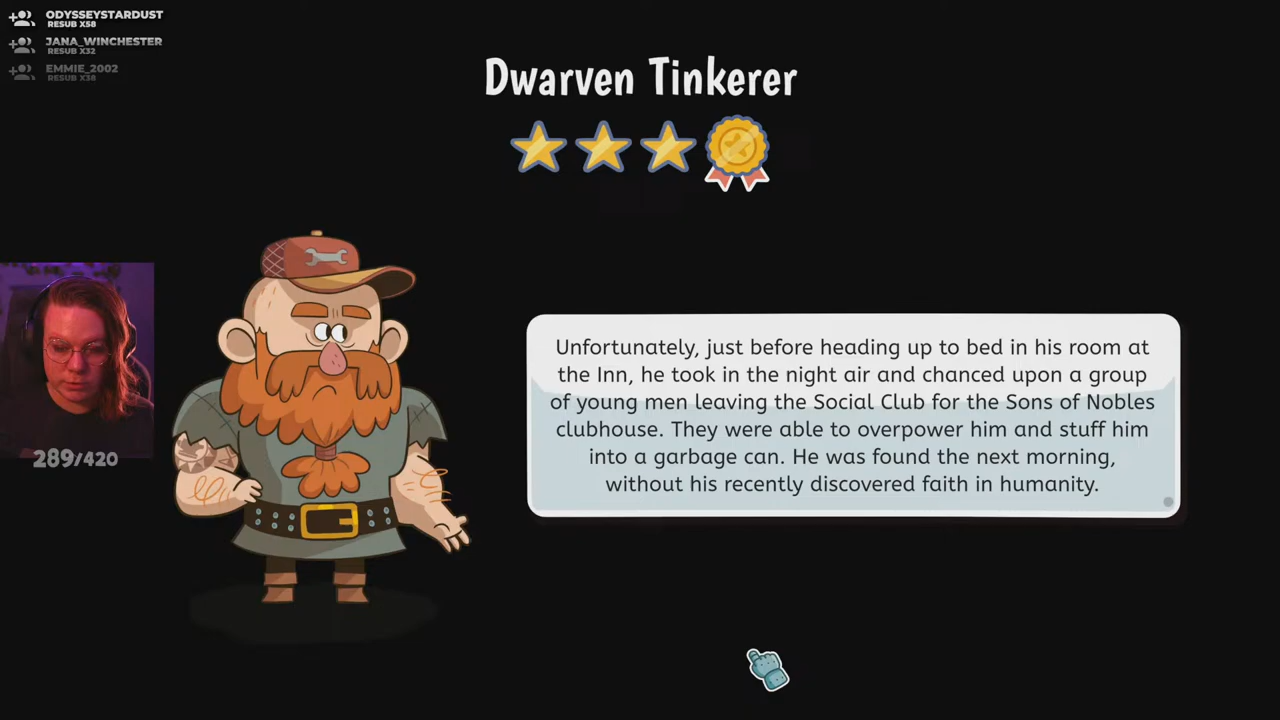 ODYSSEYSTARDUST
RESUB X58
JANA_WINCHESTER
RESUB X32
EMMIE_2002
RESUB X38
Dwarven Tinkerer
Unfortunately, just before heading up to bed in his room at
the Inn, he took in the night air and chanced upon a group
of young men leaving the Social Club for the Sons of Nobles
clubhouse. They were able to overpower him and stuff him
into a garbage can. He was found the next morning,
without his recently discovered faith in humanity.
289/420